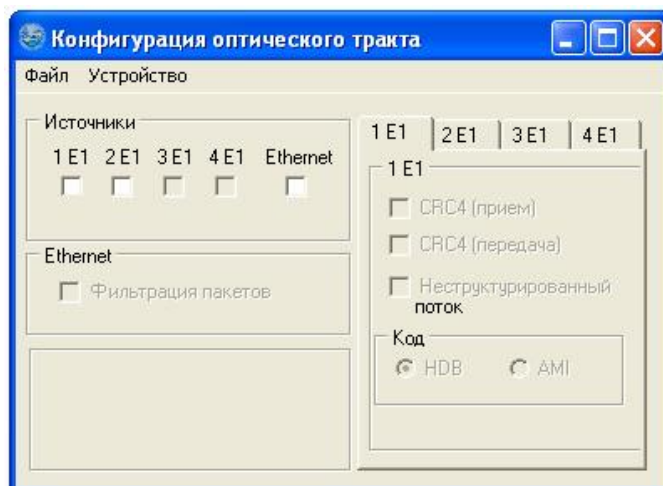 Конфигурация оптического тракта
Файл Устройство
Источники
1 E1 2 E1 3 E1 4 E1 Ethernet
Ethernet
Фильтрация пакетов
1 E1 2 E1 3 E1 4 E1
1 E1
CRC4 (прием)
CRC4 (передача)
Неструктурированный
поток
Код
HDB AMI